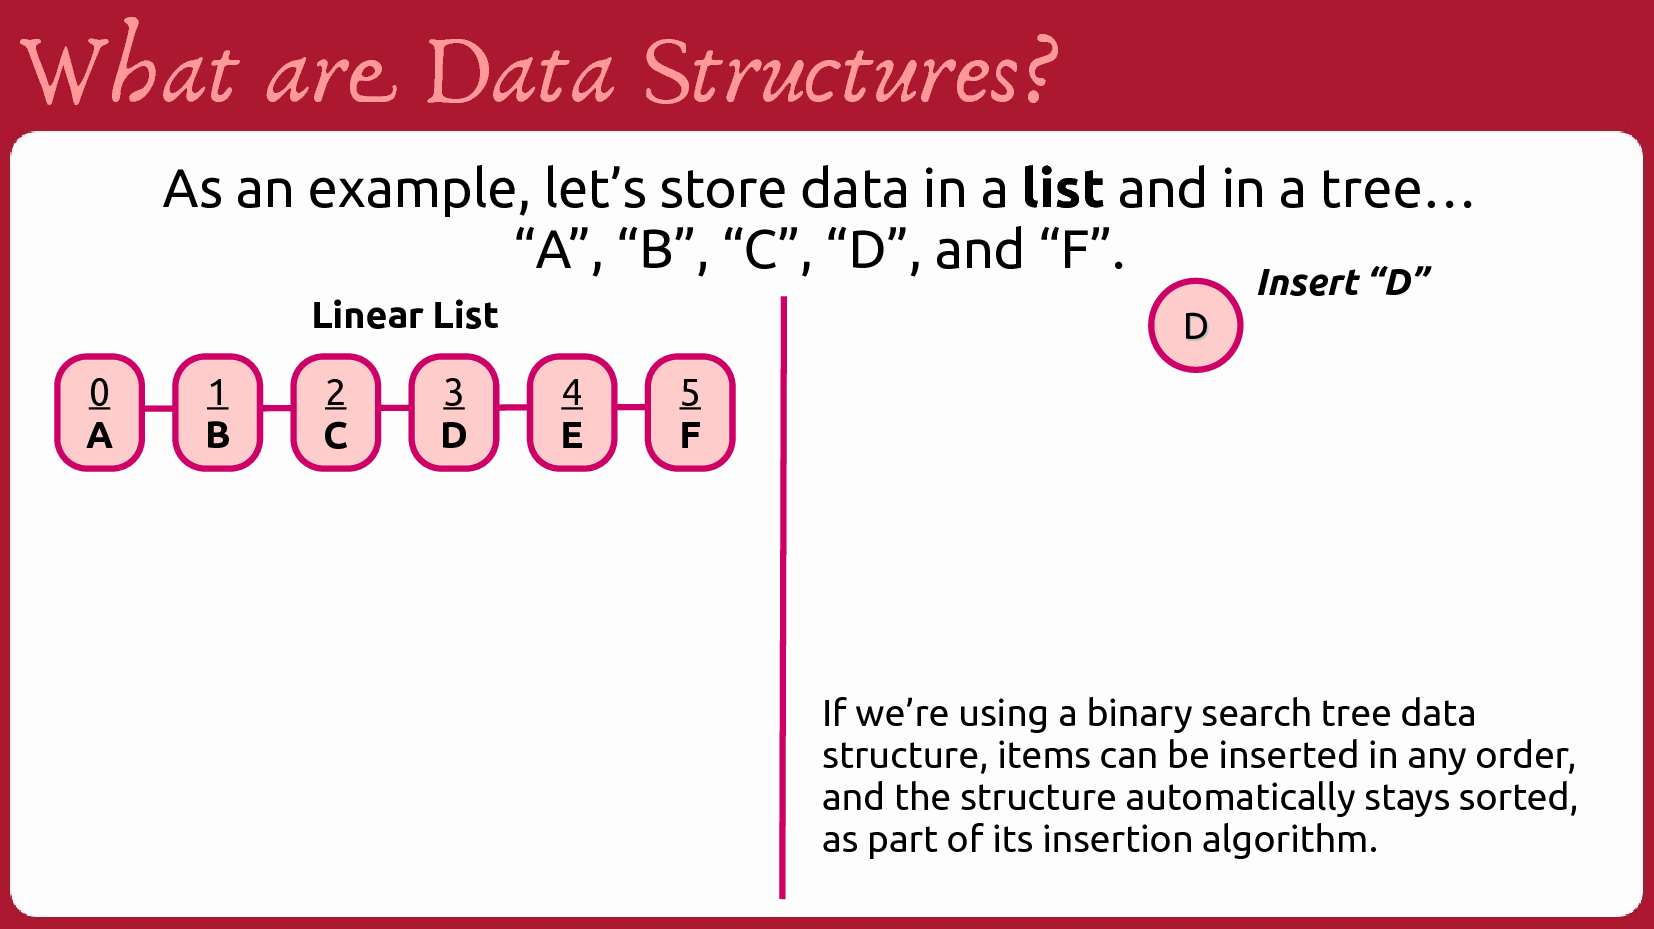 What are Data Structures?
As an example, let’s store data in a list and in a tree…
“A”, “B”, “C”, “D”, and “F”.
Linear List
0 1 2 3 4 5
A B C D E F
Insert “D”
D
If we’re using a binary search tree data
structure, items can be inserted in any order,
and the structure automatically stays sorted,
as part of its insertion algorithm.